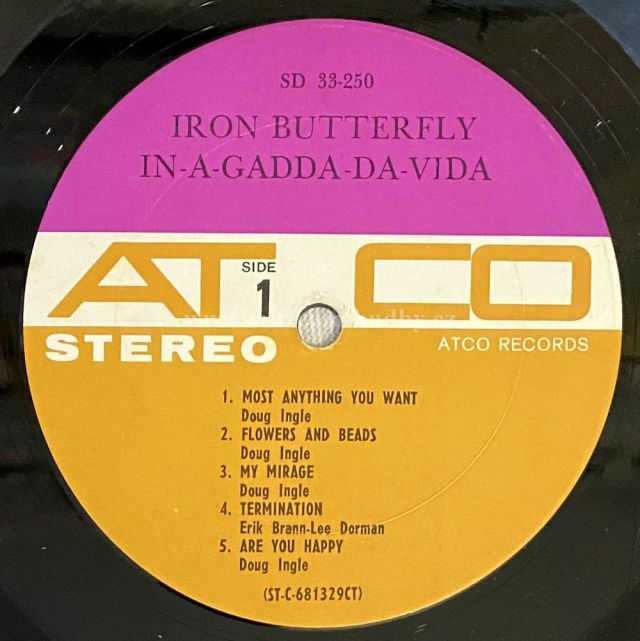 SD 33-250
IRON BUTTERFLY
IN-A-GADDA-DA-VIDA
ATCO
SIDE
1
STEREO
ATCO RECORDS
1. MOST ANYTHING YOU WANT
Doug Ingle
2. FLOWERS AND BEADS
Doug Ingle
3. MY MIRAGE
Doug Ingle
4. TERMINATION
Erik Brann-Lee Dorman
5. ARE YOU HAPPY
Doug Ingle
(ST-C-681329CT)